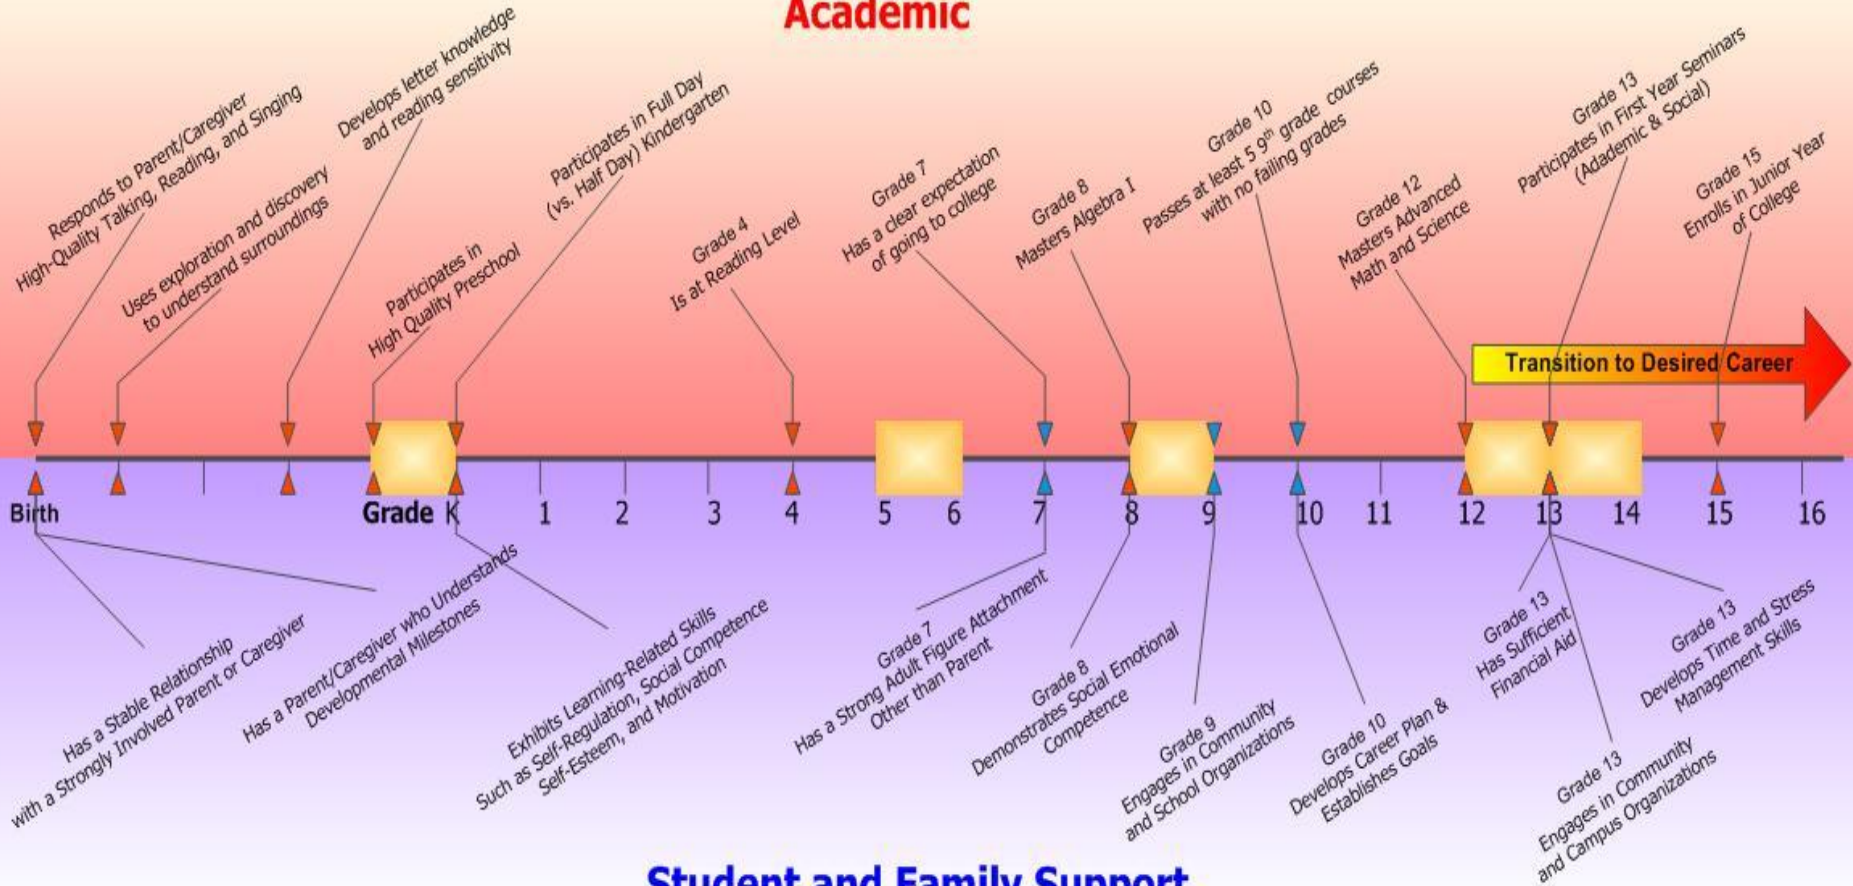 Academic
Responds to Parent/Caregiver
High-Quality Talking, Reading, and Singing
Uses exploration and discovery
to understand surroundings
Develops letter knowledge
and reading sensitivity
Participates in
High Quality Preschool
Participates in Full Day
(vs. Half Day) Kindergarten
Grade 4
Is at Reading Level
Grade 7
Has a clear expectation
of going to college
Grade 8
Masters Algebra I
Grade 10
Passes at least 5 9th grade courses
with no failing grades
Grade 12
Masters Advanced
Math and Science
Grade 13
Participates in First Year Seminars
(Adademic & Social)
Grade 15
Enrolls in Junior Year
of College
Transition to Desired Career
Birth Grade K 1 2 3 4 5 6 7 8 9 10 11 12 13 14 15 16
Has a Stable Relationship
with a Strongly Involved Parent or Caregiver
Has a Parent/Caregiver who Understands
Developmental Milestones
Exhibits Learning-Related Skills
Such as Self-Regulation, Social Competence
Self-Esteem, and Motivation
Grade 7
Has a Strong Adult Figure Attachment
Other than Parent
Grade 8
Demonstrates Social Emotional
Competence
Grade 9
Engages in Community
and School Organizations
Grade 10
Develops Career Plan &
Establishes Goals
Grade 13
Has Sufficient
Financial Aid
Grade 13
Engages in Community
and Campus Organizations
Grade 13
Develops Time and Stress
Management Skills
Student and Family Support